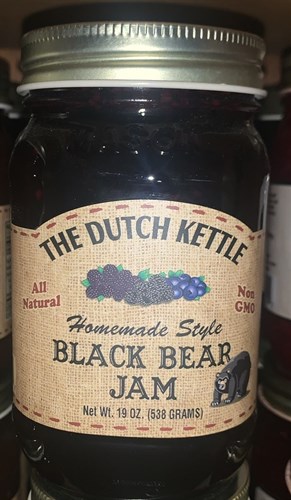 THE DUTCH KETTLE
All
Natural
Non
GMO
Homemade Style
BLACK BEAR
JAM
Net Wt. 19 OZ. (538 GRAMS)